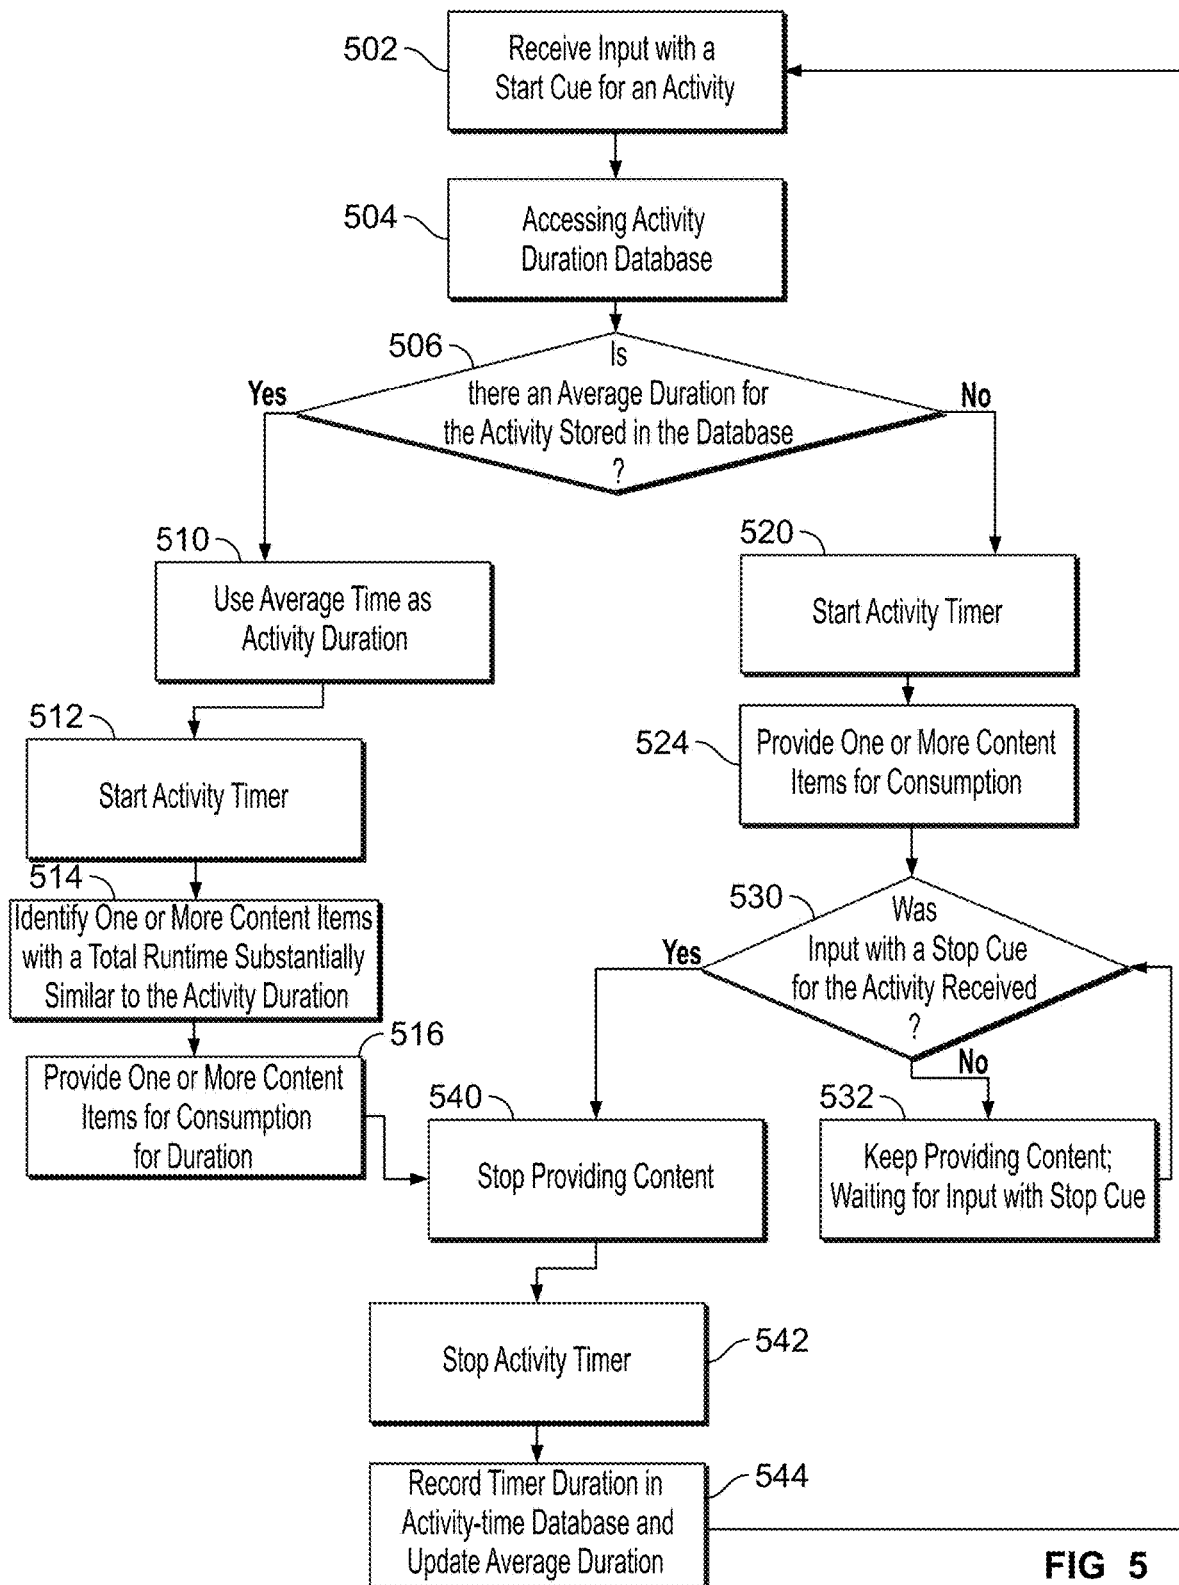 502
Receive Input with a
Start Cue for an Activity
504
Accessing Activity
Duration Database
506
Is
there an Average Duration for
the Activity Stored in the Database
?
Yes
No
510
Use Average Time as
Activity Duration
520
Start Activity Timer
512
Start Activity Timer
524
Provide One or More Content
Items for Consumption
514
Identify One or More Content Items
with a Total Runtime Substantially
Similar to the Activity Duration
530
Was
Input with a Stop Cue
for the Activity Received
?
Yes
No
516
Provide One or More Content
Items for Consumption
for Duration
540
Stop Providing Content
532
Keep Providing Content;
Waiting for Input with Stop Cue
Stop Activity Timer
542
Record Timer Duration in
Activity-time Database and
Update Average Duration
544
FIG 5